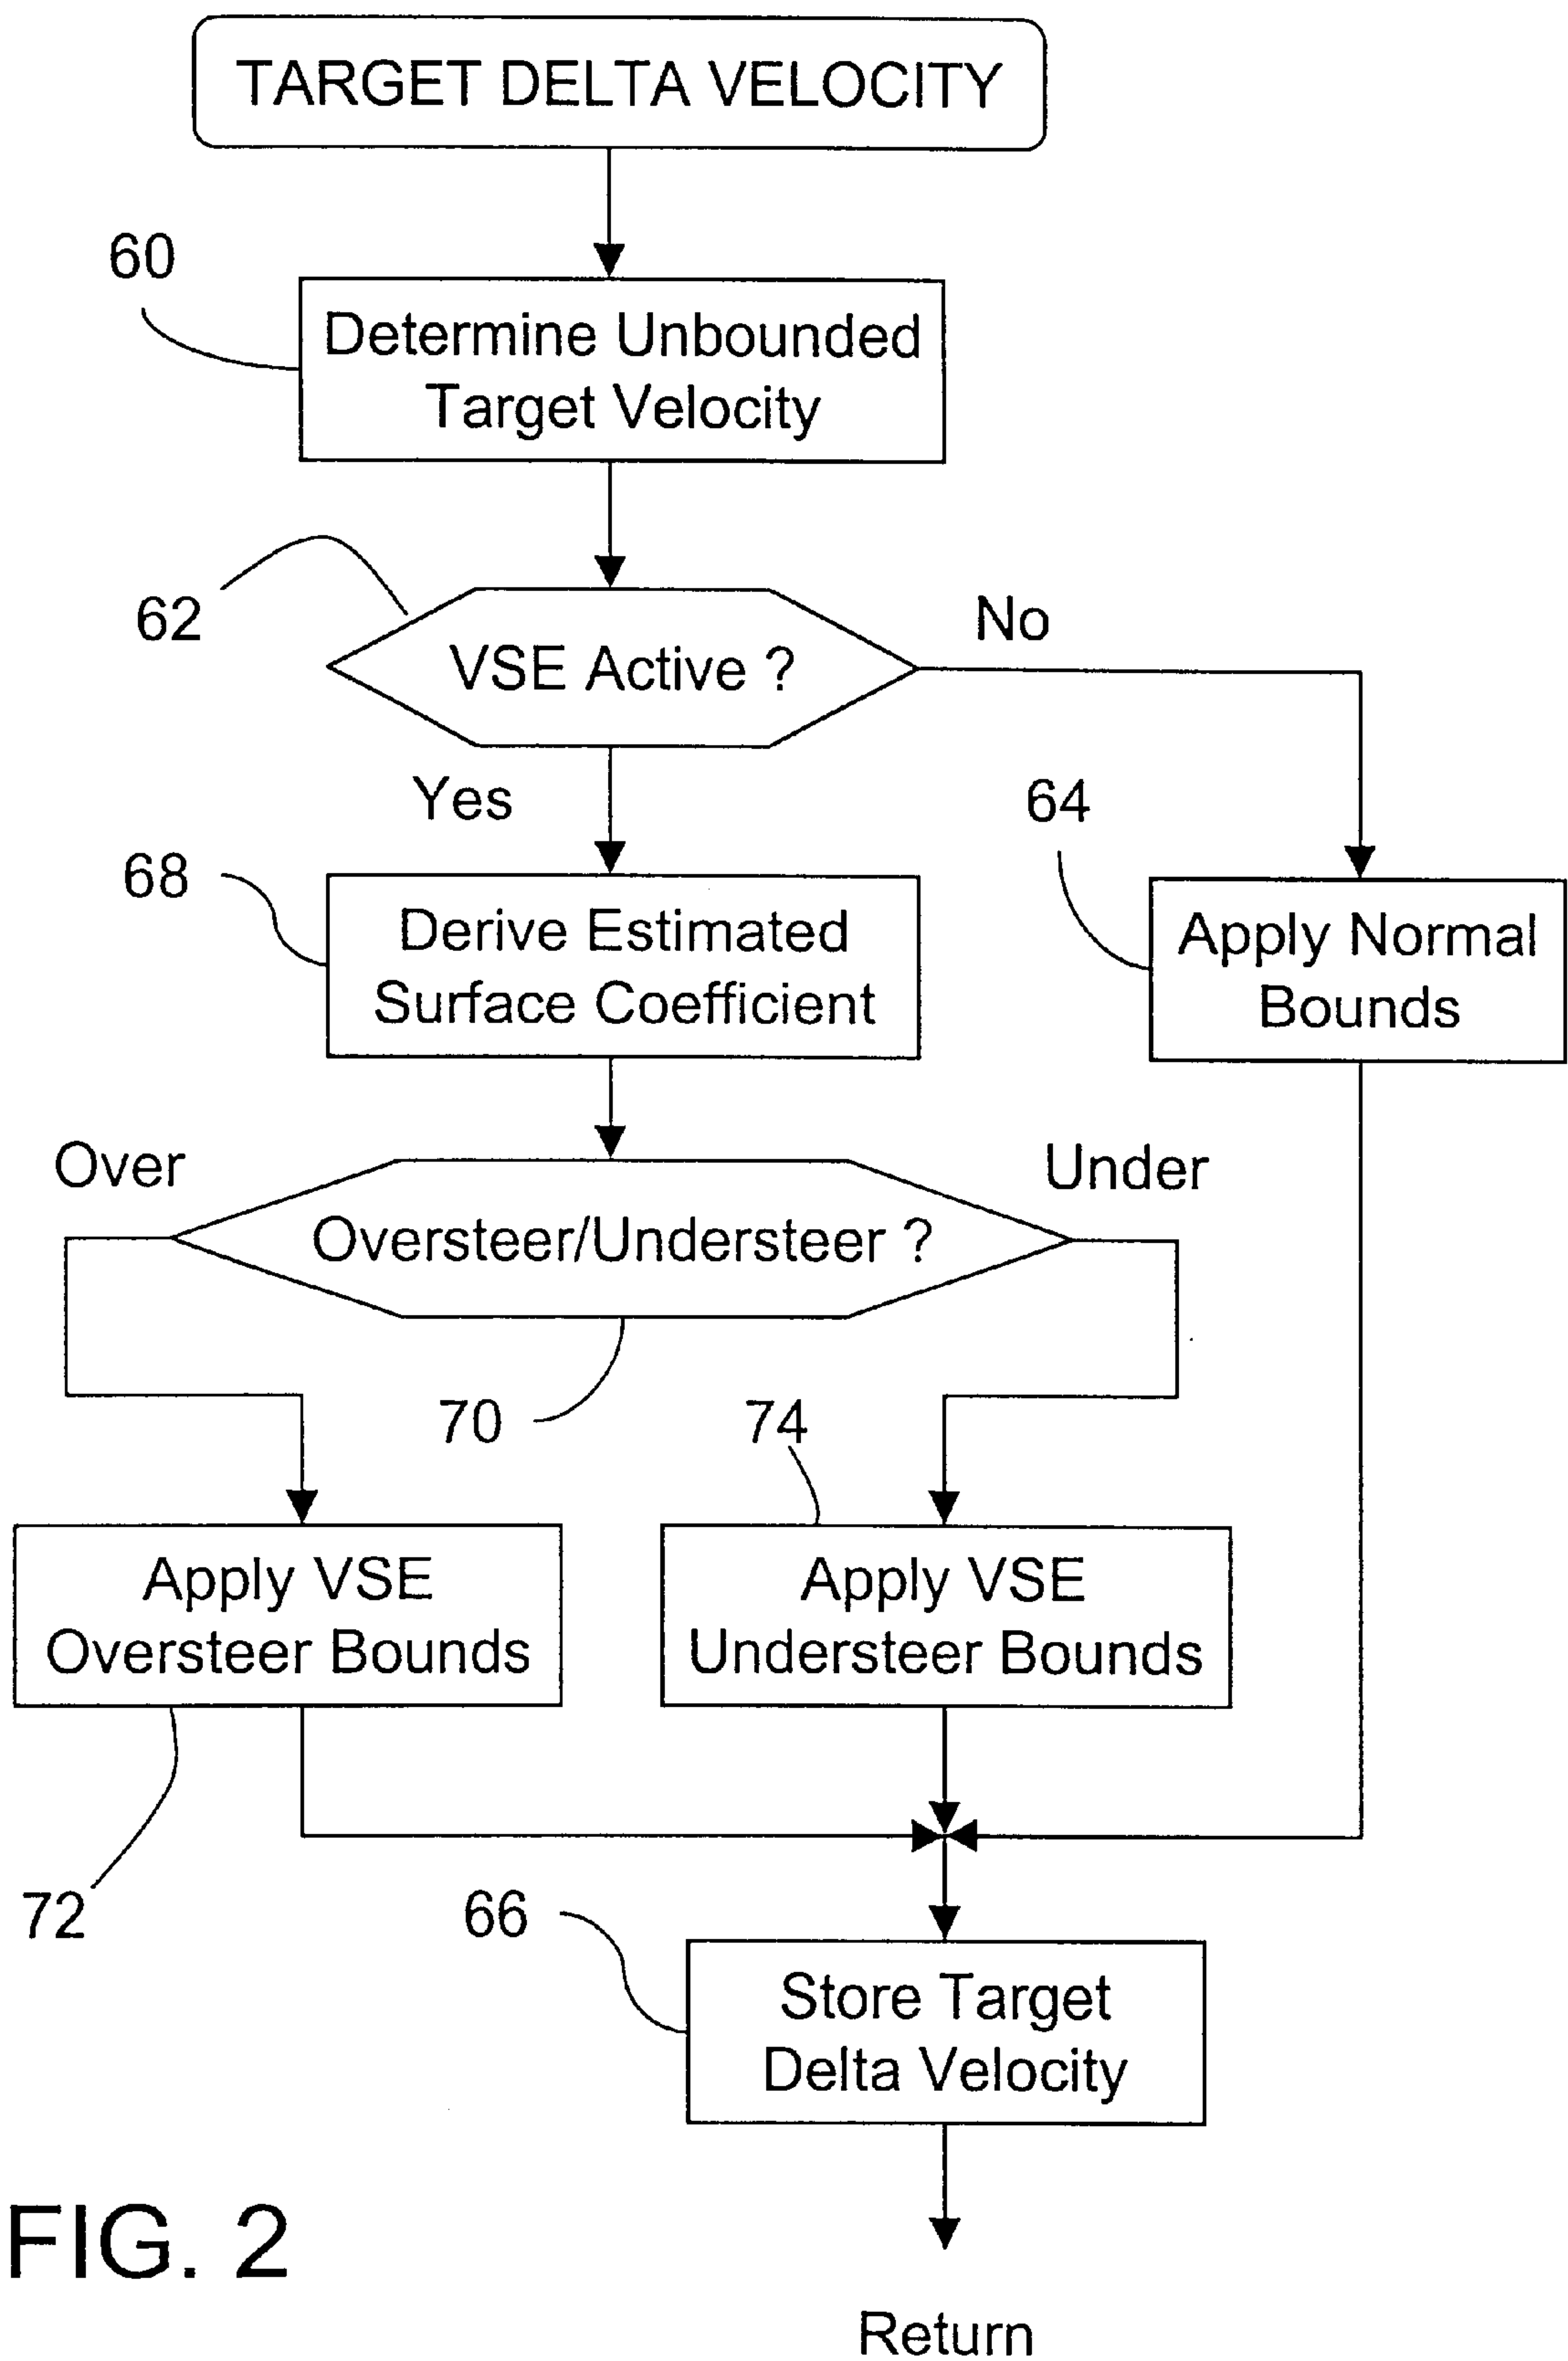 TARGET DELTA VELOCITY
60
Determine Unbounded
Target Velocity
62
VSE Active ?
No
Yes
64
68
Derive Estimated
Surface Coefficient
Apply Normal
Bounds
Over
Under
Oversteer/Understeer ?
70
74
Apply VSE
Oversteer Bounds
Apply VSE
Understeer Bounds
72
66
Store Target
Delta Velocity
FIG. 2
Return